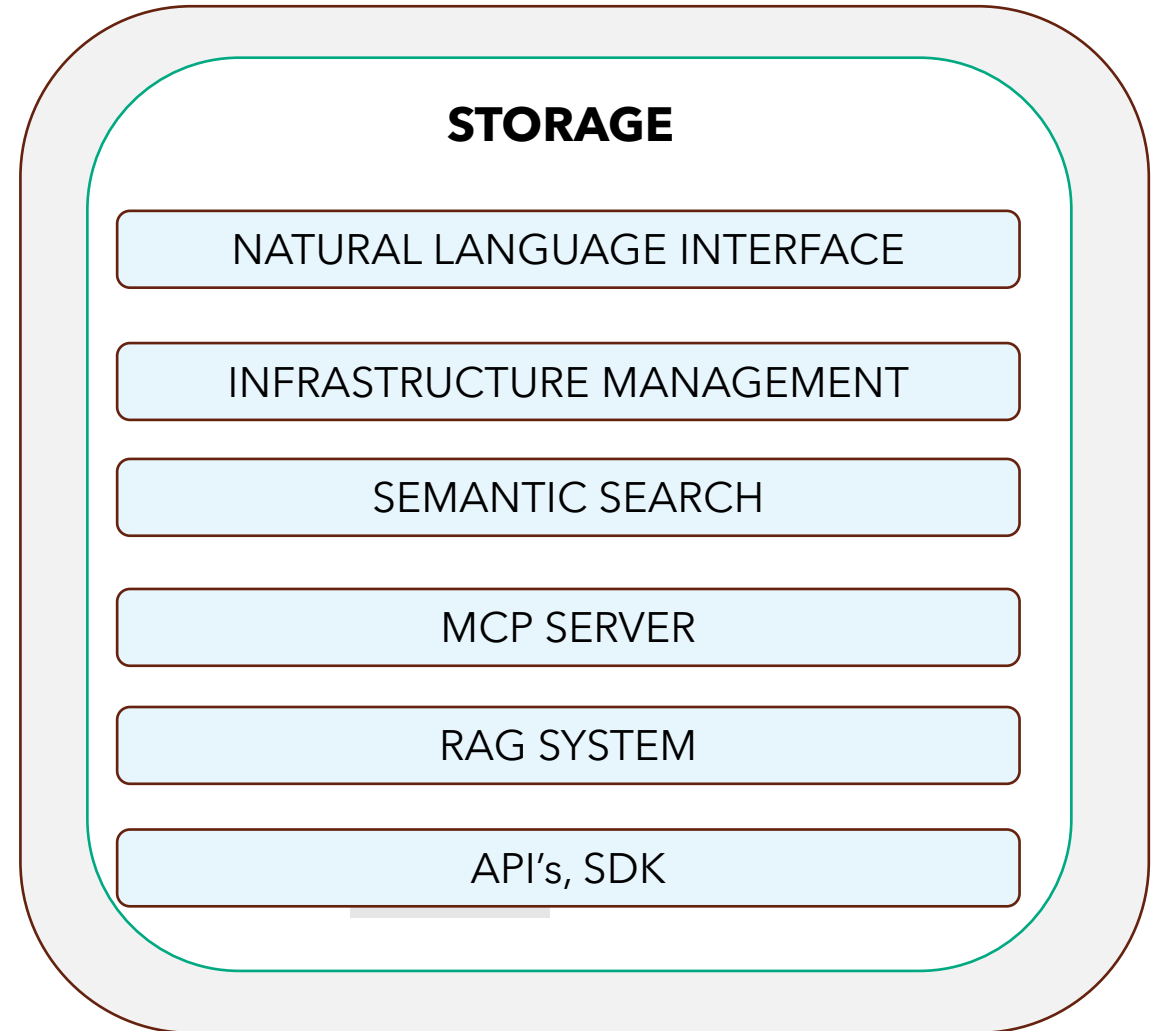 STORAGE
NATURAL LANGUAGE INTERFACE
INFRASTRUCTURE MANAGEMENT
SEMANTIC SEARCH
MCP SERVER
RAG SYSTEM
API's, SDK